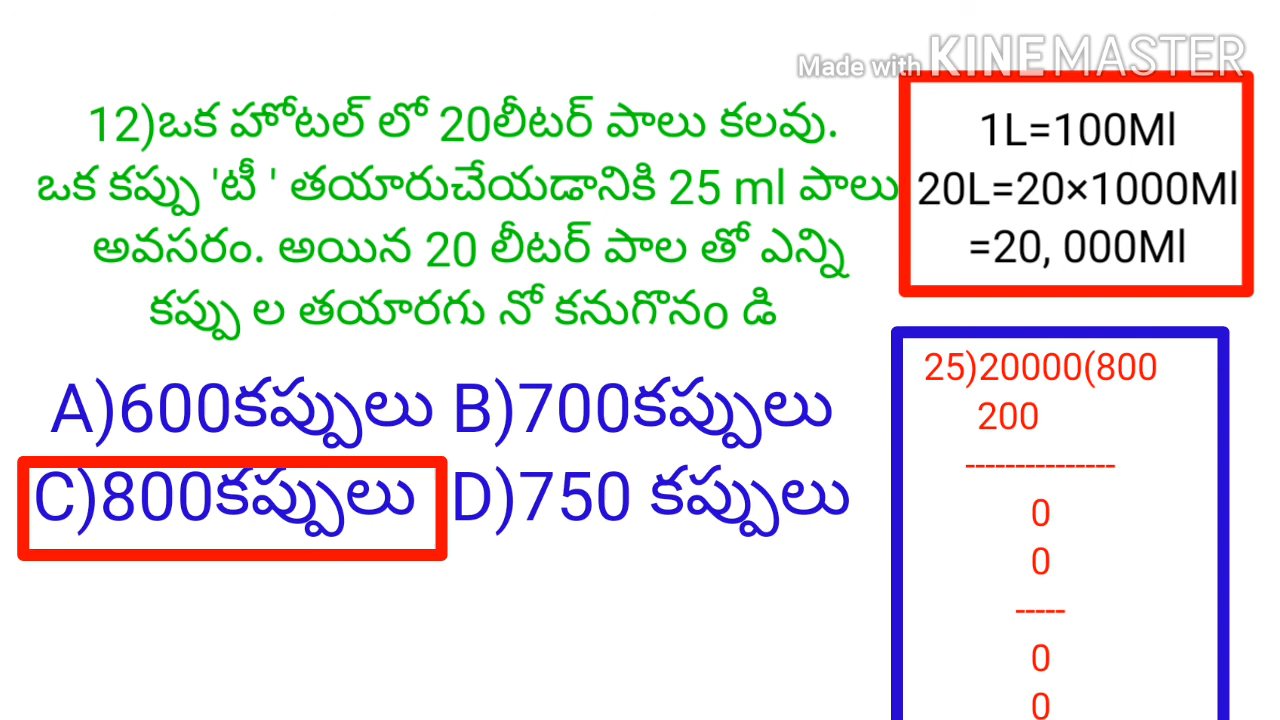 Made with KINEMASTER
12)ఒక హోటల్ లో 20లీటర్ పాలు కలవు.
ఒక కప్పు 'టీ ' తయారుచేయడానికి 25 ml పాలు
అవసరం. అయిన 20 లీటర్ పాల తో ఎన్ని
కప్పు ల తయారగు నో కనుగొనం డి
A)600కప్పులు B)700కప్పులు
C)800కప్పులు D)750 కప్పులు
1L=100Ml
20L=20×1000Ml
=20, 000Ml
25)20000(800
200
---------------
0
0
-----
0
0